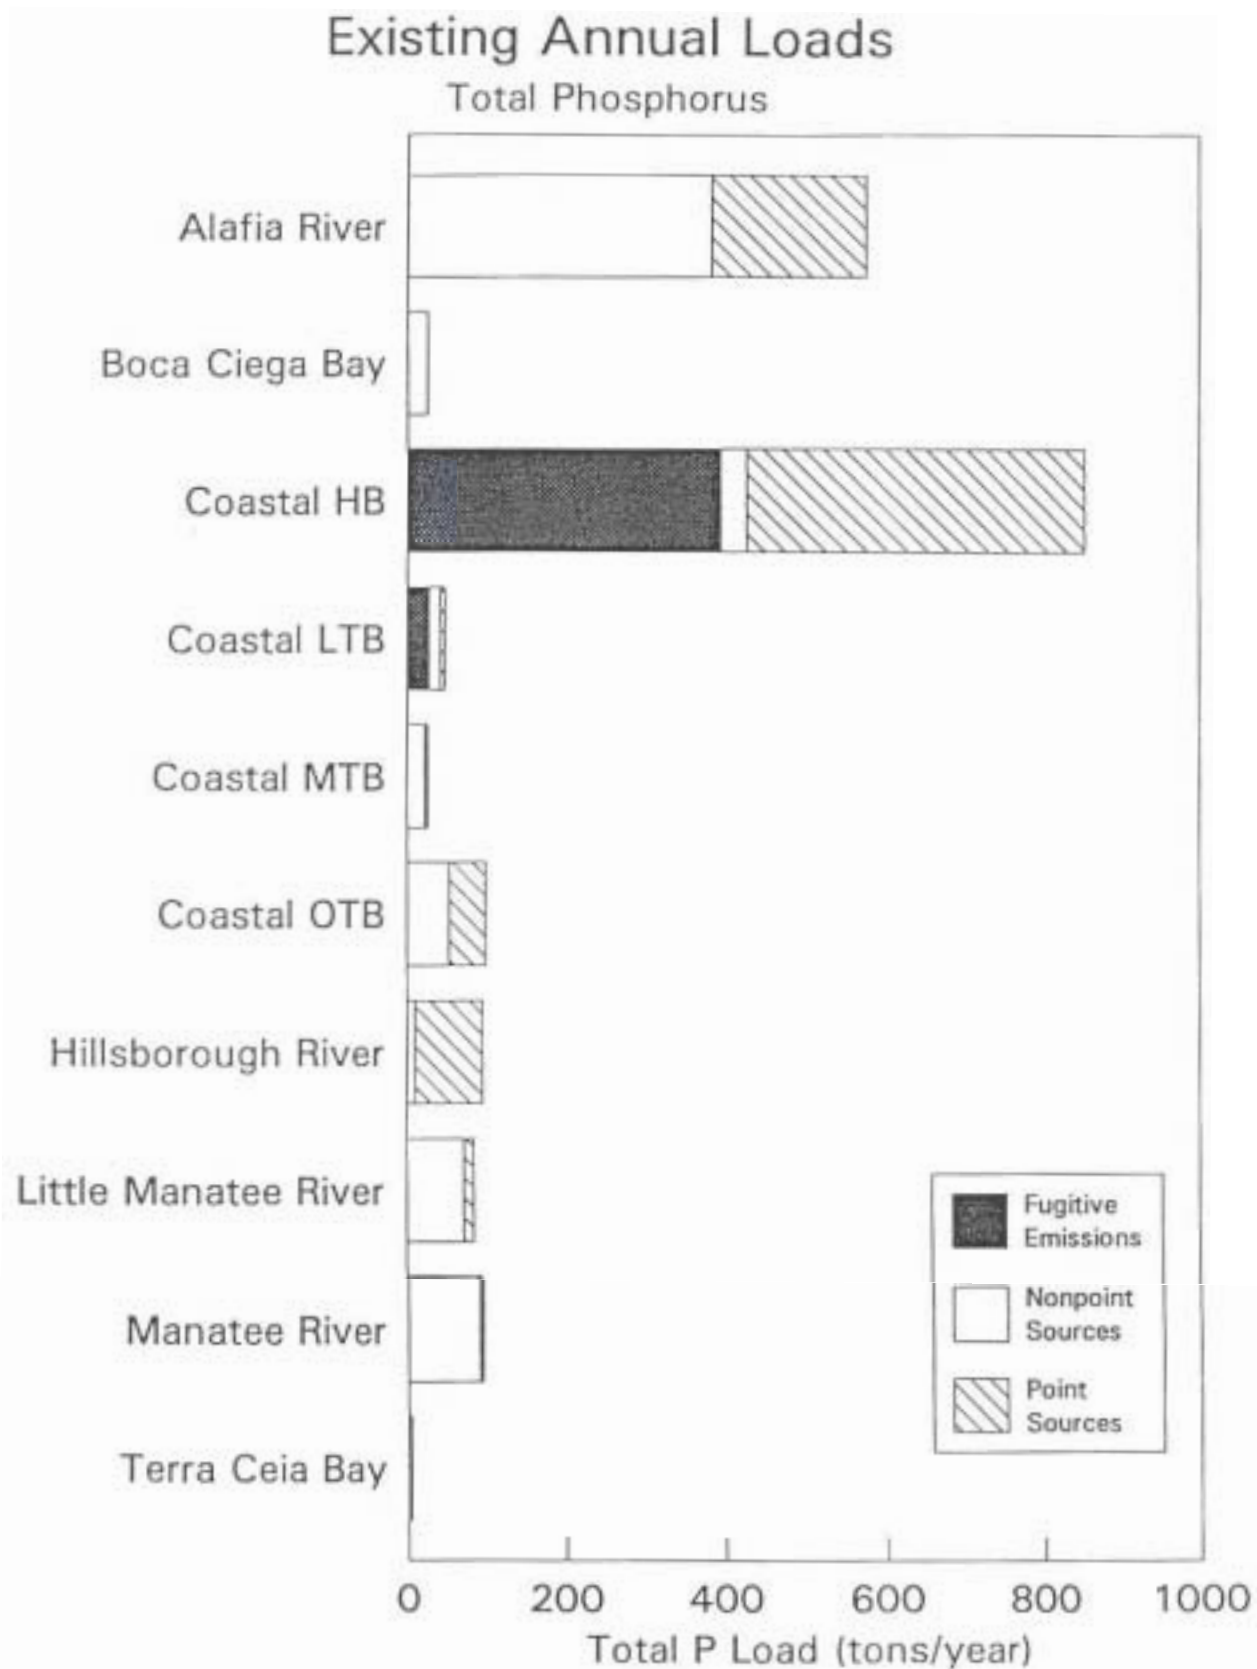 Existing Annual Loads
Total Phosphorus
Alafia River
Boca Ciega Bay
Coastal HB
Coastal LTB
Coastal MTB
Coastal OTB
Hillsborough River
Little Manatee River
Manatee River
Terra Ceia Bay
Fugitive
Emissions
Nonpoint
Sources
Point
Sources
0 200 400 600 800 1000
Total P Load (tons/year)